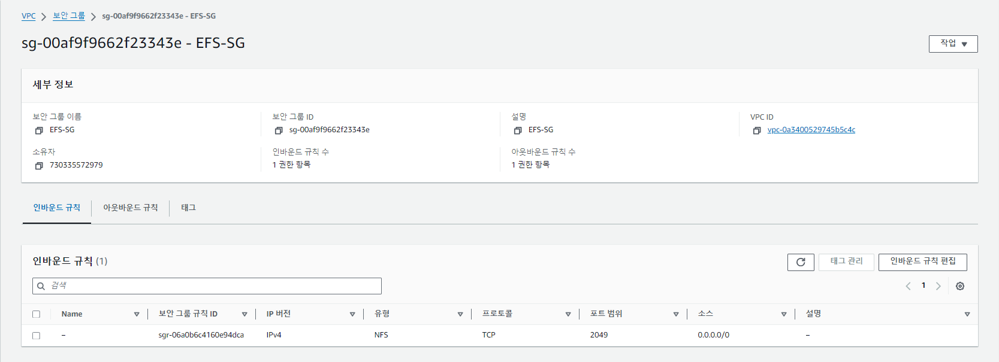 VPC > 보안 그룹 > sg-00af9f9662f23343e - EFS-SG
sg-00af9f9662f23343e - EFS-SG
작업 ▼
세부 정보
보안 그룹 이름
EFS-SG
보안 그룹 ID
sg-00af9f9662f23343e
설명
EFS-SG
VPC ID
vpc-0a3400529745b5c4c
소유자
730335572979
인바운드 규칙 수
1 권한 항목
아웃바운드 규칙 수
1 권한 항목
인바운드 규칙 아웃바운드 규칙 태그
인바운드 규칙 (1)
태그 관리 인바운드 규칙 편집
검색
1
Name 보안 그룹 규칙 ID IP 버전 유형 프로토콜 포트 범위 소스 설명
– sgr-06a0b6c4160e94dca IPv4 NFS TCP 2049 0.0.0.0/0 –